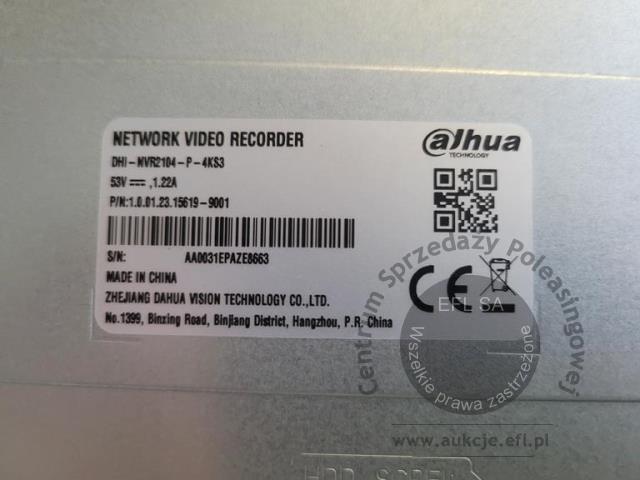 NETWORK VIDEO RECORDER
DHI-NVR2104-P-4KS3
53V⎓,1.22A
P/N:1.0.01.23.15619-9001
S/N: AA0031EPAZE8663
MADE IN CHINA
ZHEJIANG DAHUA VISION TECHNOLOGY CO.,LTD.
No.1399, Binxing Road, Binjiang District, Hangzhou, P.R. China
alhua
TECHNOLOGY
CE
Centrum Sprzedaży Poleasingowej
EFL SA
Wszelkie prawa zastrzeżone
www.aukcje.efl.pl
HDD SCREW